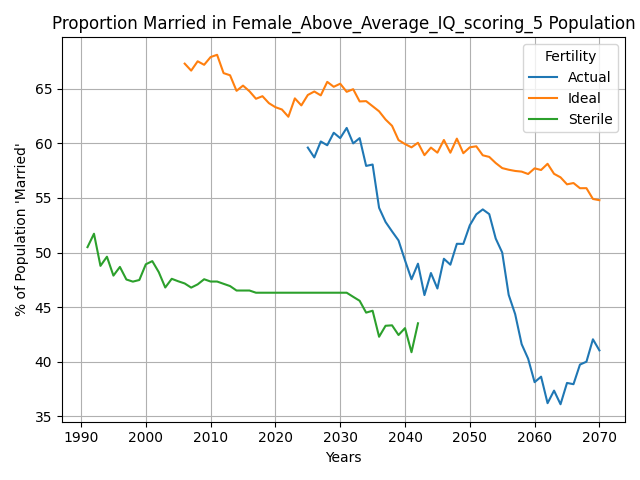 Proportion Married in Female_Above_Average_IQ_scoring_5 Population
Fertility
Actual
Ideal
Sterile
% of Population 'Married'
65
60
55
50
45
40
35
1990 2000 2010 2020 2030 2040 2050 2060 2070
Years